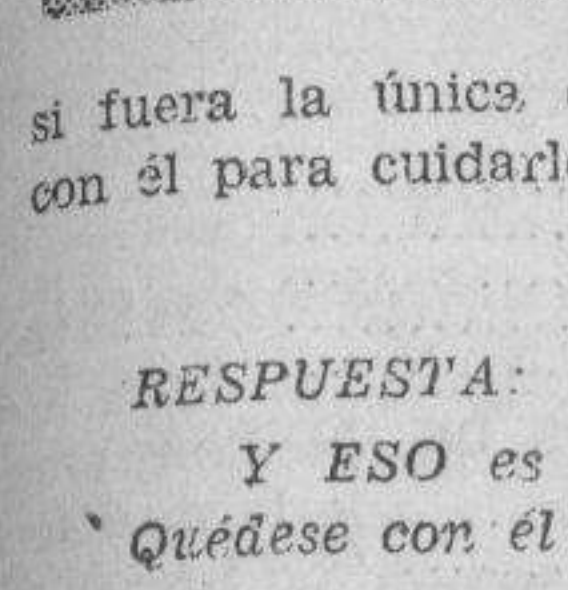 si fuera la única
con él para cuidarl
RESPUESTA:
Y ESO es
Quédese con él